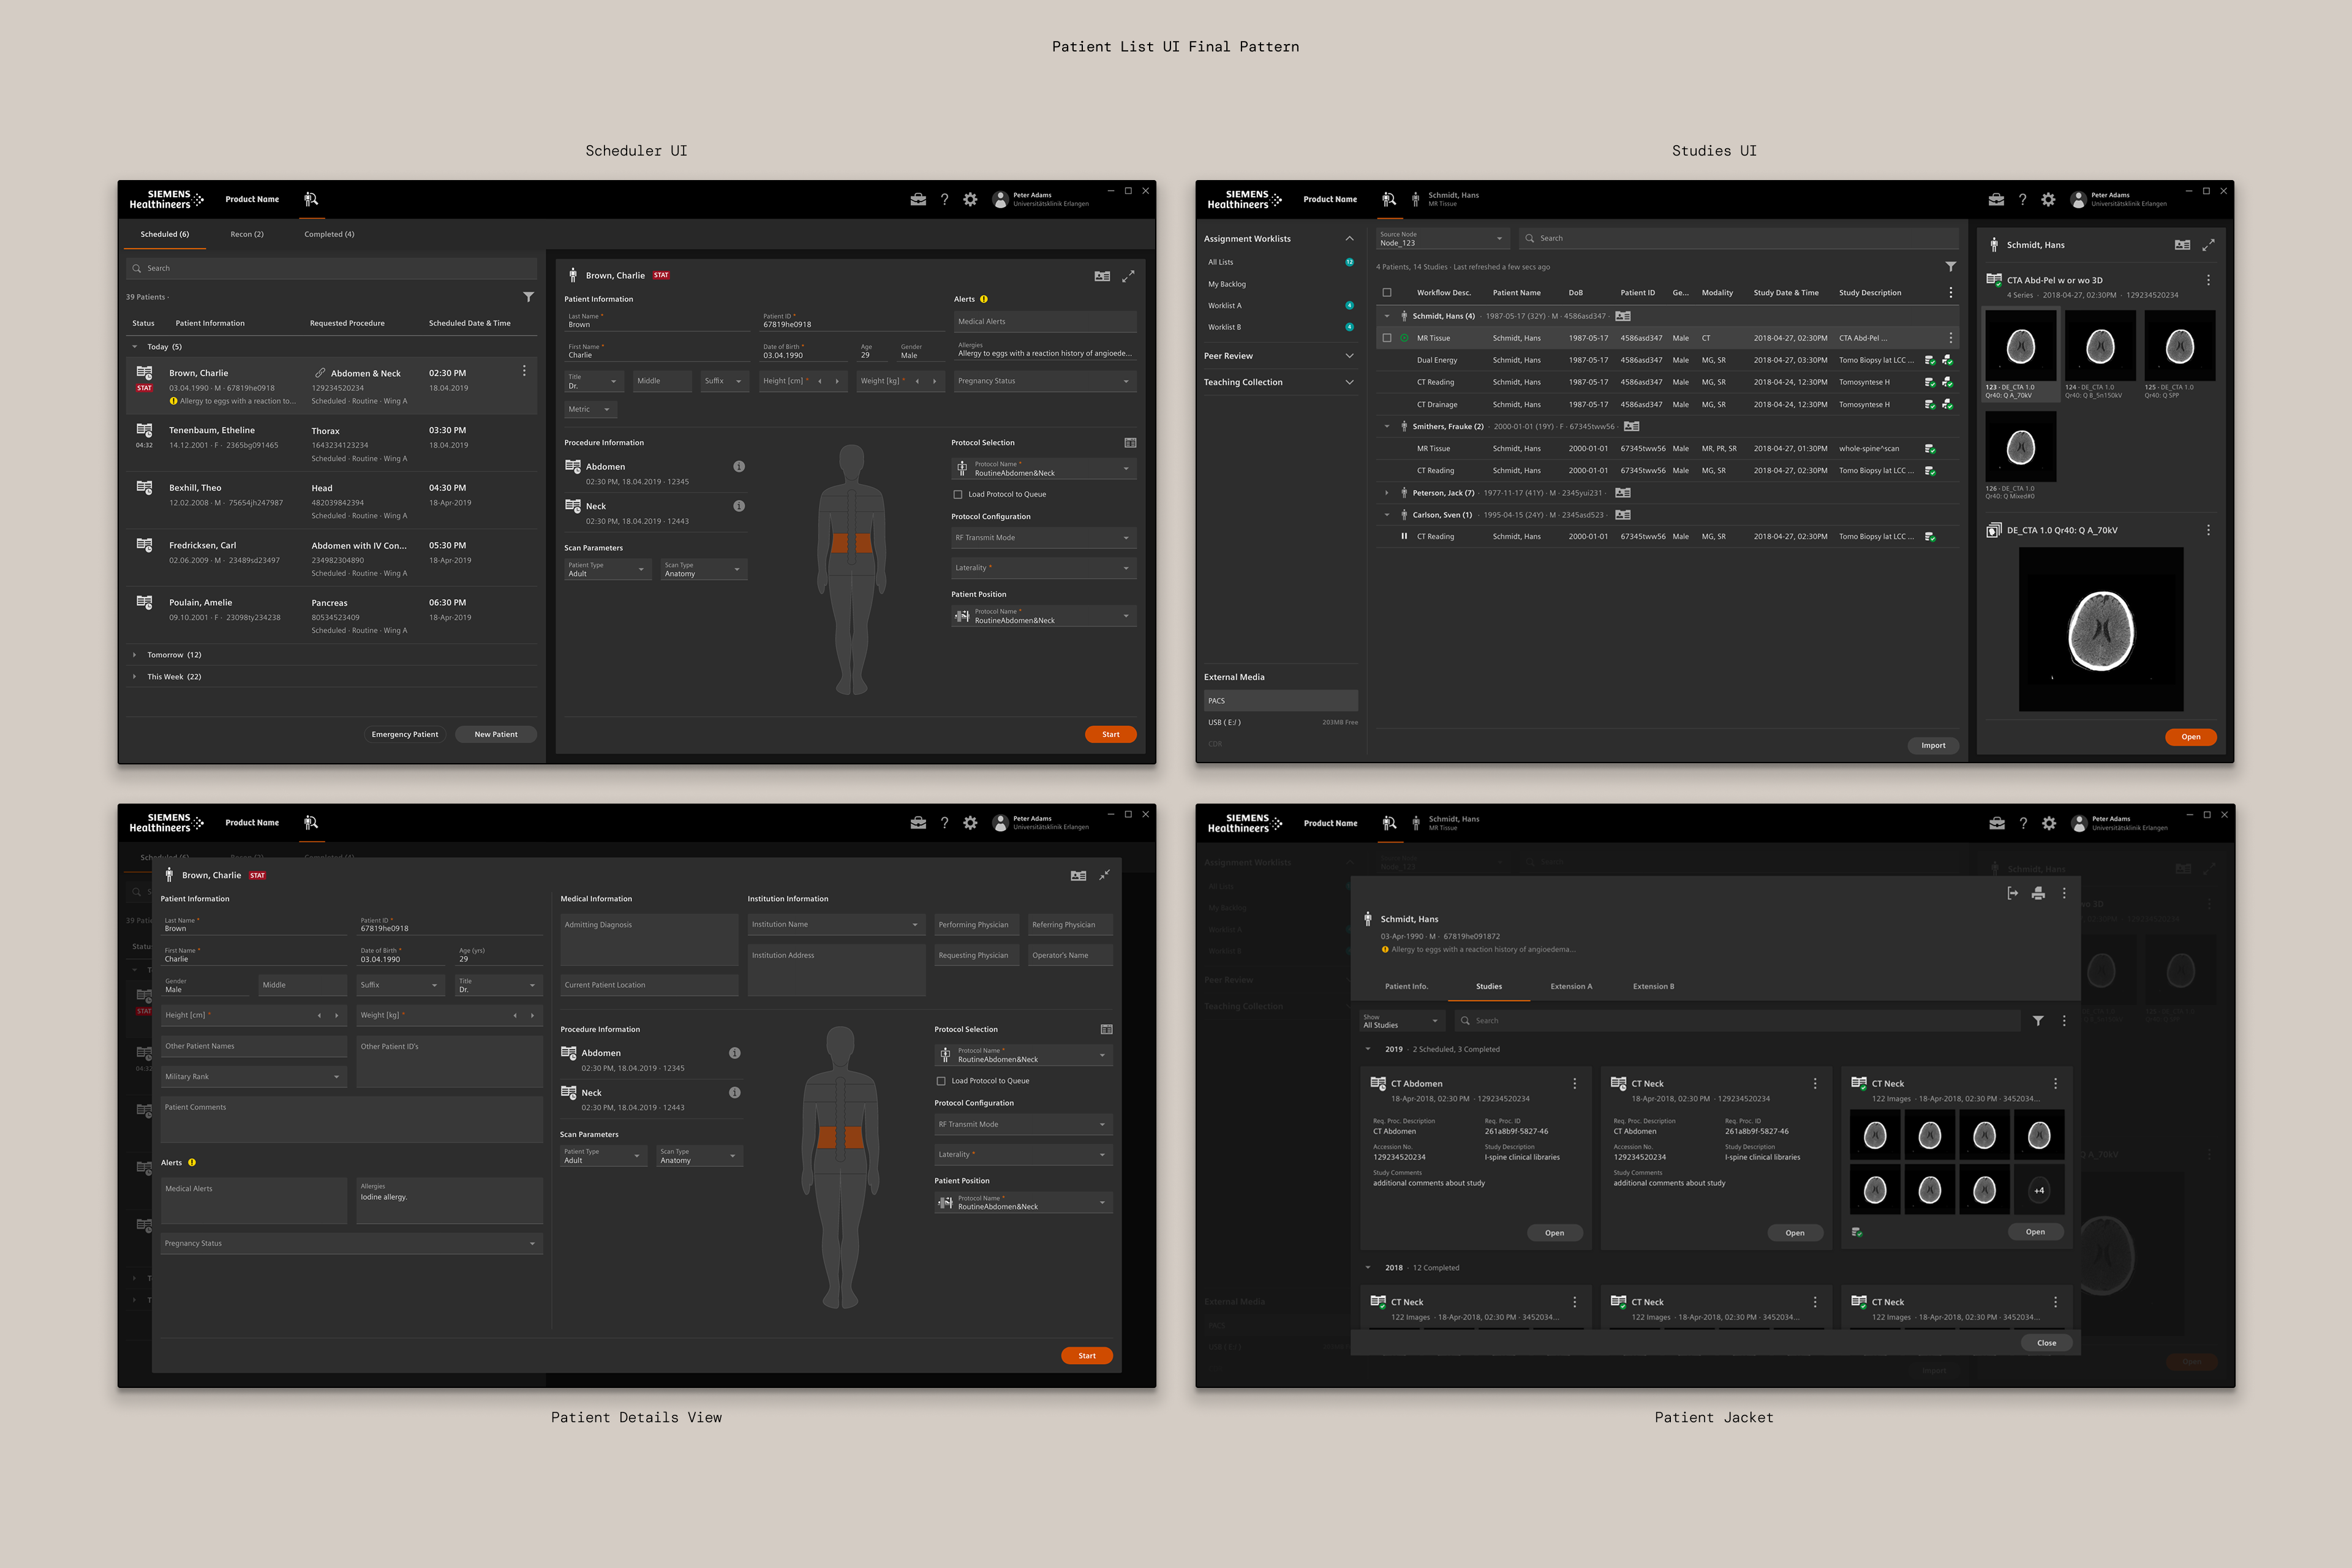 Patient List UI Final Pattern
Scheduler UI
SIEMENS
Healthineers
Product Name
Peter Adams
Universitätsklinik Erlangen
Scheduled (6)
Recon (2)
Completed (4)
Search
39 Patients ·
Status
Patient Information
Requested Procedure
Scheduled Date & Time
Today (5)
Brown, Charlie
Abdomen & Neck
02:30 PM
STAT
03.04.1990 · M · 67819he0918
129234520234
18.04.2019
Allergy to eggs with a reaction to...
Scheduled · Routine · Wing A
Tenenbaum, Etheline
Thorax
03:30 PM
04:32
14.12.2001 · F · 2365bg091465
1643234123234
18.04.2019
Scheduled · Routine · Wing A
Bexhill, Theo
Head
04:30 PM
12.02.2008 · M · 75654jh247987
482039842394
18-Apr-2019
Scheduled · Routine · Wing A
Fredricksen, Carl
Abdomen with IV Con...
05:30 PM
02.06.2009 · M · 23489sd23497
234982304890
18-Apr-2019
Scheduled · Routine · Wing A
Poulain, Amelie
Pancreas
06:30 PM
09.10.2001 · F · 23098ty234238
80534523409
18-Apr-2019
Scheduled · Routine · Wing A
Tomorrow (12)
This Week (22)
Emergency Patient
New Patient
Brown, Charlie STAT
Patient Information
Alerts
Last Name *
Brown
Patient ID *
67819he0918
Medical Alerts
First Name *
Charlie
Date of Birth *
03.04.1990
Age
29
Gender
Male
Allergies
Allergy to eggs with a reaction history of angioede...
Title
Dr.
Middle
Suffix
Height [cm] *
Weight [kg] *
Pregnancy Status
Metric
Procedure Information
Abdomen
02:30 PM, 18.04.2019 · 12345
Neck
02:30 PM, 18.04.2019 · 12443
Scan Parameters
Patient Type
Adult
Scan Type
Anatomy
Protocol Selection
Protocol Name *
RoutineAbdomen&Neck
Load Protocol to Queue
Protocol Configuration
RF Transmit Mode
Laterality *
Patient Position
Protocol Name *
RoutineAbdomen&Neck
Start
Studies UI
SIEMENS
Healthineers
Product Name
Schmidt, Hans
MR Tissue
Peter Adams
Universitätsklinik Erlangen
Assignment Worklists
All Lists 12
My Backlog
Worklist A 4
Worklist B 4
Peer Review
Teaching Collection
External Media
PACS
USB ( E:/ ) 203MB Free
CDR
Source Node
Node_123
Search
4 Patients, 14 Studies · Last refreshed a few secs ago
Workflow Desc. Patient Name DoB Patient ID Ge... Modality Study Date & Time Study Description
Schmidt, Hans (4) · 1987-05-17 (32Y) · M · 4586asd347 ·
MR Tissue Schmidt, Hans 1987-05-17 4586asd347 Male CT 2018-04-27, 02:30PM CTA Abd-Pel ...
Dual Energy Schmidt, Hans 1987-05-17 4586asd347 Male MG, SR 2018-04-27, 03:30PM Tomo Biopsy lat LCC ...
CT Reading Schmidt, Hans 1987-05-17 4586asd347 Male MG, SR 2018-04-24, 12:30PM Tomosyntese H
CT Drainage Schmidt, Hans 1987-05-17 4586asd347 Male MG, SR 2018-04-24, 12:30PM Tomosyntese H
Smithers, Frauke (2) · 2000-01-01 (19Y) · F · 67345tww56 ·
MR Tissue Schmidt, Hans 2000-01-01 67345tww56 Male MR, PR, SR 2018-04-27, 01:30PM whole-spine^scan
CT Reading Schmidt, Hans 2000-01-01 67345tww56 Male MG, SR 2018-04-27, 02:30PM Tomo Biopsy lat LCC ...
Peterson, Jack (7) · 1977-11-17 (41Y) · M · 2345yui231 ·
Carlson, Sven (1) · 1995-04-15 (24Y) · M · 2345asd523 ·
CT Reading Schmidt, Hans 2000-01-01 67345tww56 Male MG, SR 2018-04-27, 02:30PM Tomo Biopsy lat LCC ...
Import
Schmidt, Hans
CTA Abd-Pel w or wo 3D
4 Series · 2018-04-27, 02:30PM · 129234520234
123 · DE_CTA 1.0
Qr40: Q A_70kV
124 · DE_CTA 1.0
Qr40: Q B_Sn150kV
125 · DE_CTA 1.0
Qr40: Q SPP
126 · DE_CTA 1.0
Qr40: Q Mixed#0
DE_CTA 1.0 Qr40: Q A_70kV
Open
SIEMENS
Healthineers
Product Name
Peter Adams
Universitätsklinik Erlangen
Brown, Charlie STAT
Patient Information
Last Name *
Brown
Patient ID *
67819he0918
First Name *
Charlie
Date of Birth *
03.04.1990
Age (yrs)
29
Gender
Male
Middle
Suffix
Title
Dr.
Height [cm] *
Weight [kg] *
Other Patient Names
Other Patient ID's
Military Rank
Patient Comments
Alerts
Medical Alerts
Allergies
Iodine allergy.
Pregnancy Status
Medical Information
Admitting Diagnosis
Current Patient Location
Institution Information
Institution Name
Institution Address
Performing Physician
Referring Physician
Requesting Physician
Operator's Name
Procedure Information
Abdomen
02:30 PM, 18.04.2019 · 12345
Neck
02:30 PM, 18.04.2019 · 12443
Scan Parameters
Patient Type
Adult
Scan Type
Anatomy
Protocol Selection
Protocol Name *
RoutineAbdomen&Neck
Load Protocol to Queue
Protocol Configuration
RF Transmit Mode
Laterality *
Patient Position
Protocol Name *
RoutineAbdomen&Neck
Start
Patient Details View
SIEMENS
Healthineers
Product Name
Schmidt, Hans
MR Tissue
Peter Adams
Universitätsklinik Erlangen
Assignment Worklists
Peer Review
Teaching Collection
External Media
Schmidt, Hans
Schmidt, Hans
03-Apr-1990 · M · 67819he091872
Allergy to eggs with a reaction history of angioedema...
Patient Info.
Studies
Extension A
Extension B
Show
All Studies
Search
2019 · 2 Scheduled, 3 Completed
CT Abdomen
18-Apr-2018, 02:30 PM · 129234520234
Req. Proc. Description
CT Abdomen
Req. Proc. ID
261a8b9f-5827-46
Accession No.
129234520234
Study Description
I-spine clinical libraries
Study Comments
additional comments about study
Open
CT Neck
18-Apr-2018, 02:30 PM · 129234520234
Req. Proc. Description
CT Abdomen
Req. Proc. ID
261a8b9f-5827-46
Accession No.
129234520234
Study Description
I-spine clinical libraries
Study Comments
additional comments about study
Open
CT Neck
122 Images · 18-Apr-2018, 02:30 PM · 3452034...
+4
Open
2018 · 12 Completed
CT Neck
122 Images · 18-Apr-2018, 02:30 PM · 3452034...
CT Neck
122 Images · 18-Apr-2018, 02:30 PM · 3452034...
CT Neck
122 Images · 18-Apr-2018, 02:30 PM · 3452034...
Close
Patient Jacket